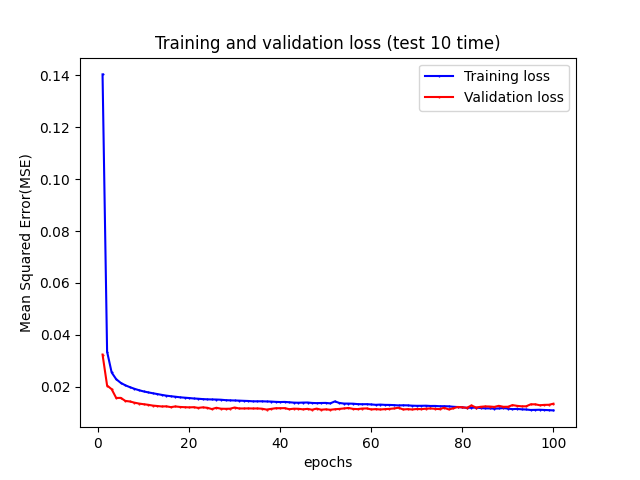 Training and validation loss (test 10 time)
Training loss
Validation loss
Mean Squared Error(MSE)
0.14
0.12
0.10
0.08
0.06
0.04
0.02
0
20
40
60
80
100
epochs